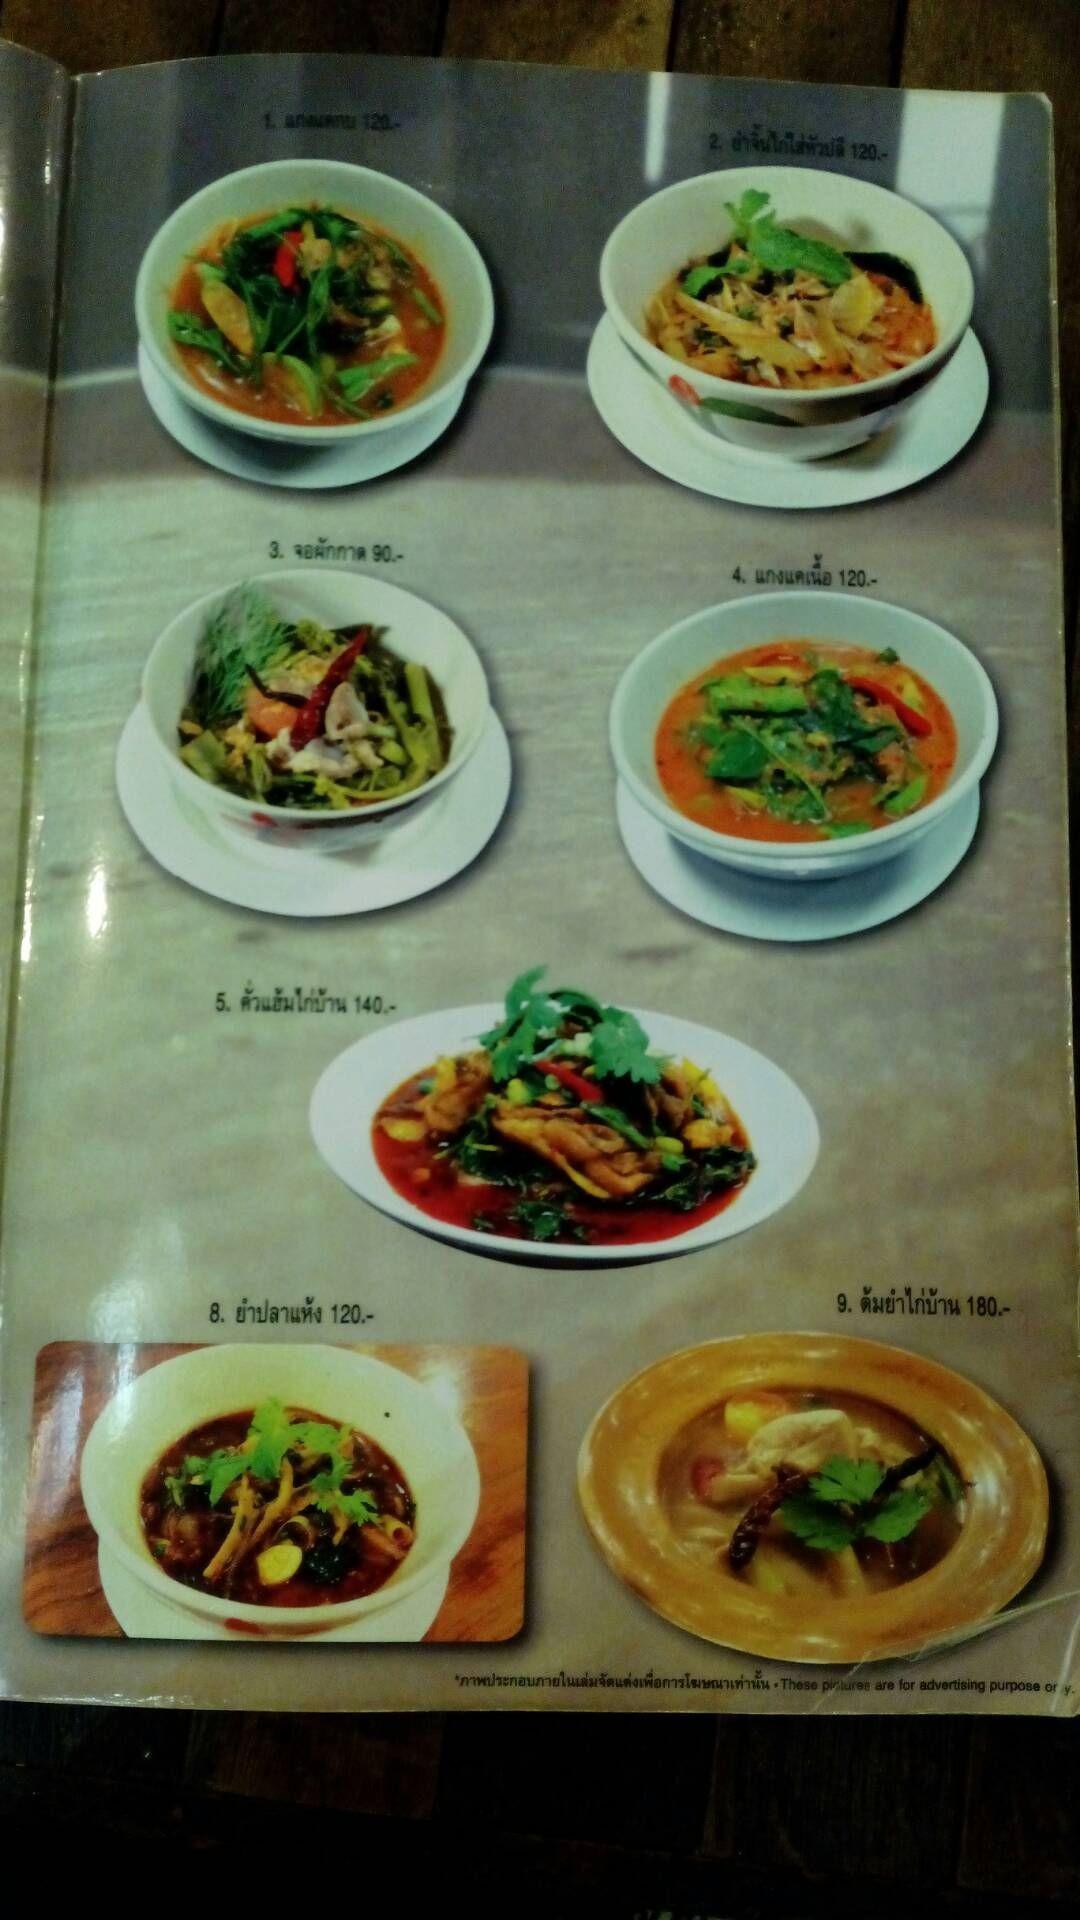 1. แกงแคกบ 120.-
2. ยำจิ้นไก่ใส่หัวปลี 120.-
3. จอผักกาด 90.-
4. แกงแคเนื้อ 120.-
5. คั่วแฮ้มไก่บ้าน 140.-
8. ยำปลาแห้ง 120.-
9. ต้มยำไก่บ้าน 180.-
*ภาพประกอบภายในเล่มจัดแต่งเพื่อการโฆษณาเท่านั้น • These pictures are for advertising purpose only.